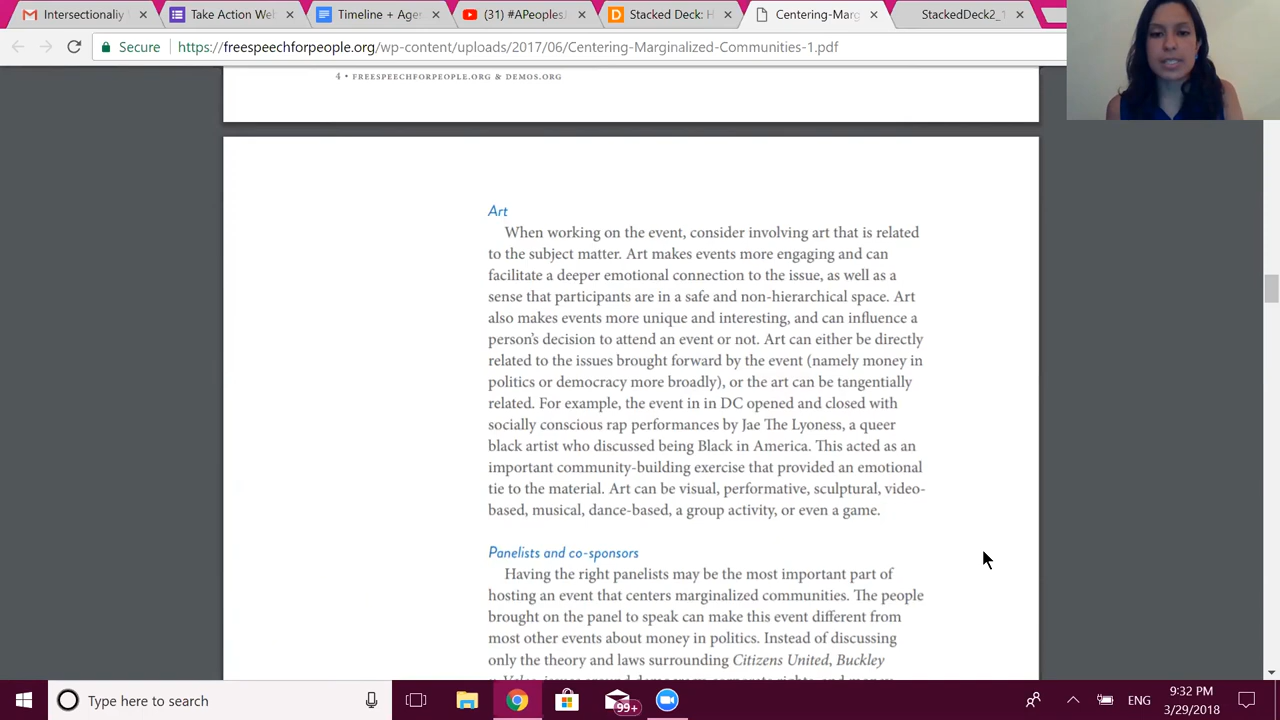 Intersectionally
Take Action Web
Timeline + Agen
(31) #APeoplesJ
Stacked Deck: H
Centering-Marg
StackedDeck2_1
Secure
https://freespeechforpeople.org/wp-content/uploads/2017/06/Centering-Marginalized-Communities-1.pdf
4 • FREESPEECHFORPEOPLE.ORG & DEMOS.ORG
Art
When working on the event, consider involving art that is related
to the subject matter. Art makes events more engaging and can
facilitate a deeper emotional connection to the issue, as well as a
sense that participants are in a safe and non-hierarchical space. Art
also makes events more unique and interesting, and can influence a
person's decision to attend an event or not. Art can either be directly
related to the issues brought forward by the event (namely money in
politics or democracy more broadly), or the art can be tangentially
related. For example, the event in in DC opened and closed with
socially conscious rap performances by Jae The Lyoness, a queer
black artist who discussed being Black in America. This acted as an
important community-building exercise that provided an emotional
tie to the material. Art can be visual, performative, sculptural, video-
based, musical, dance-based, a group activity, or even a game.
Panelists and co-sponsors
Having the right panelists may be the most important part of
hosting an event that centers marginalized communities. The people
brought on the panel to speak can make this event different from
most other events about money in politics. Instead of discussing
only the theory and laws surrounding Citizens United, Buckley
Type here to search
99+
ENG
9:32 PM
3/29/2018